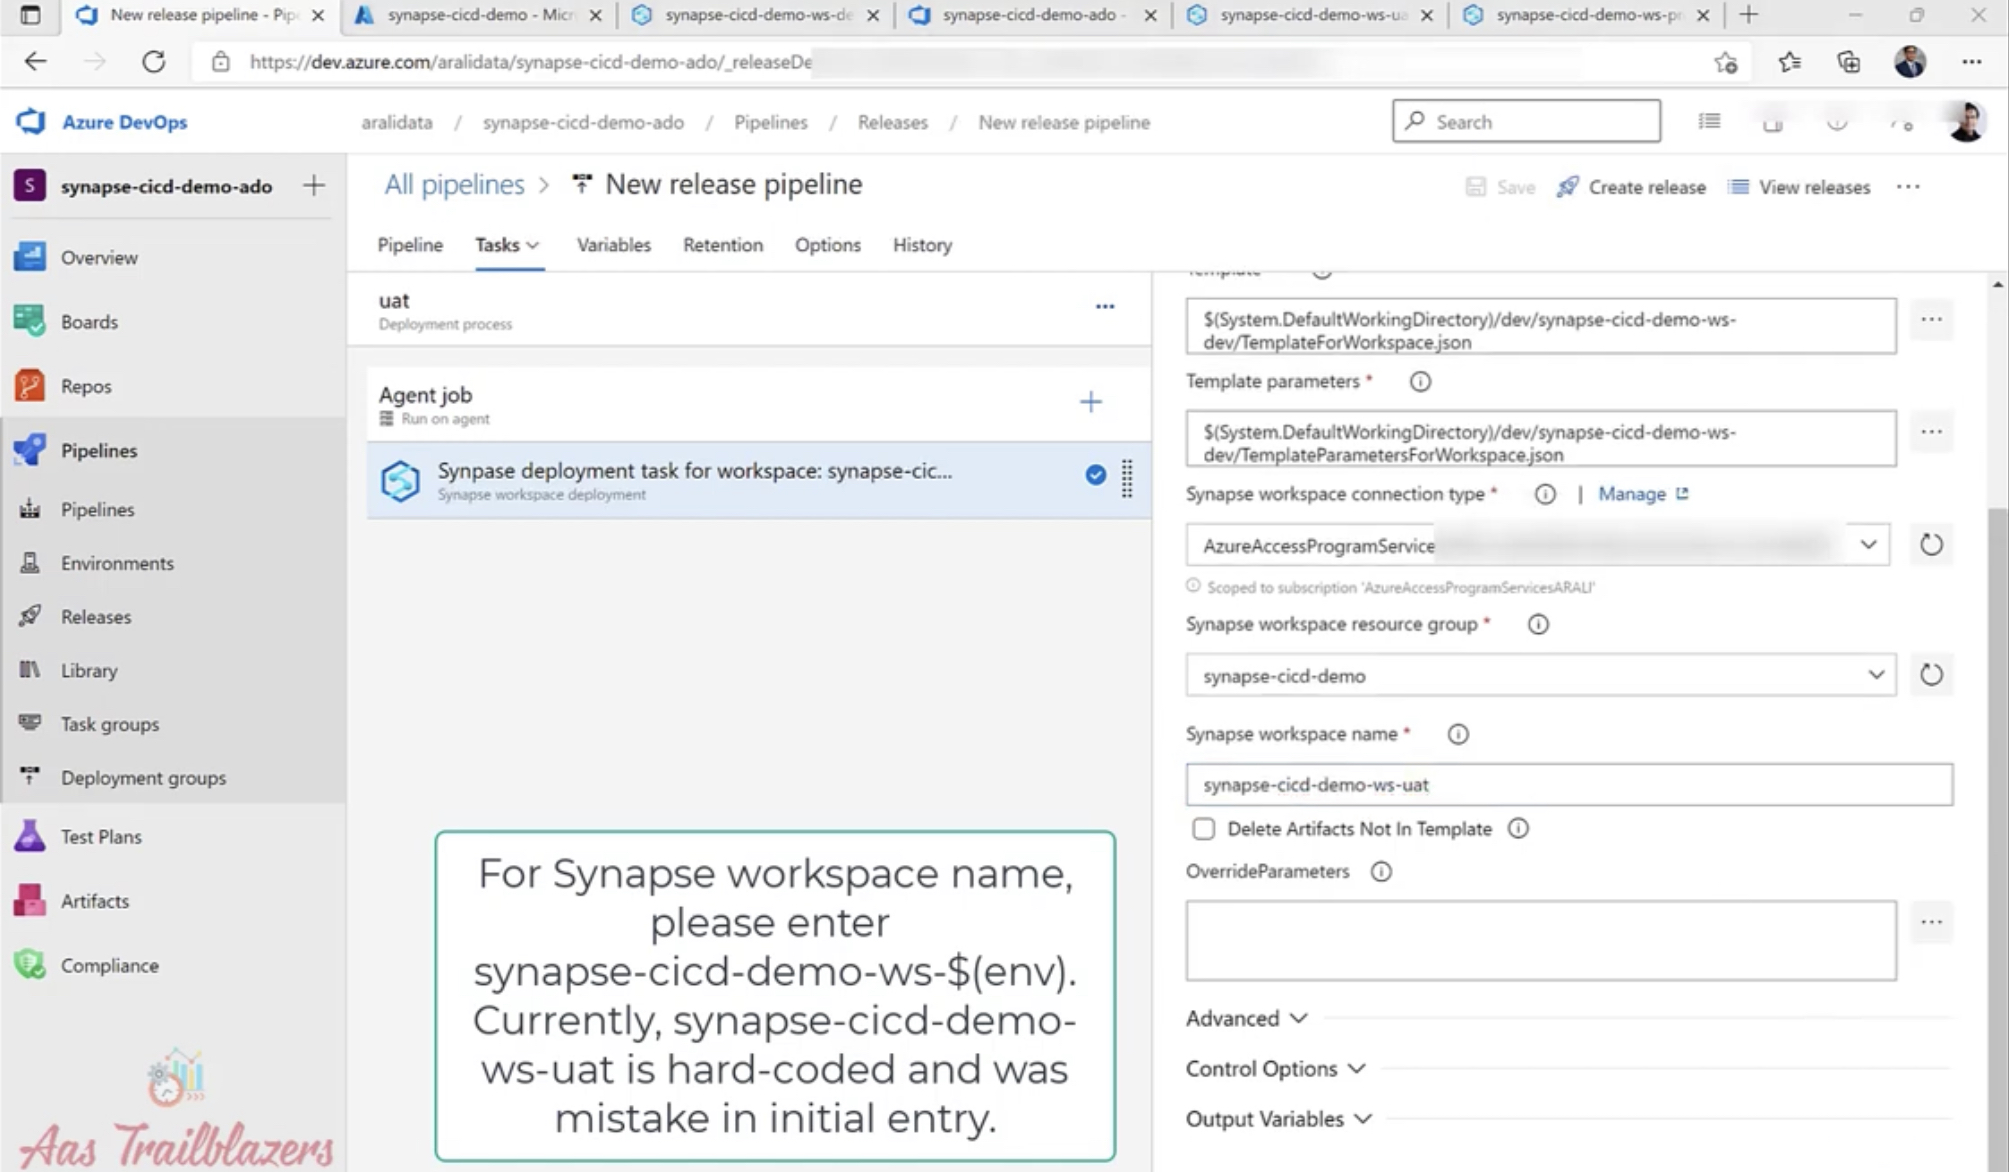 New release pipeline - Pip
synapse-cicd-demo - Micr
synapse-cicd-demo-ws-de
synapse-cicd-demo-ado -
synapse-cicd-demo-ws-ua
synapse-cicd-demo-ws-pr
https://dev.azure.com/aralidata/synapse-cicd-demo-ado/_releaseDe
Azure DevOps
aralidata / synapse-cicd-demo-ado / Pipelines / Releases / New release pipeline
Search
S synapse-cicd-demo-ado
Overview
Boards
Repos
Pipelines
Pipelines
Environments
Releases
Library
Task groups
Deployment groups
Test Plans
Artifacts
Compliance
Aas Trailblazers
All pipelines > New release pipeline
Save Create release View releases
Pipeline Tasks Variables Retention Options History
uat
Deployment process
Agent job
Run on agent
Synpase deployment task for workspace: synapse-cic...
Synapse workspace deployment
For Synapse workspace name,
please enter
synapse-cicd-demo-ws-$(env).
Currently, synapse-cicd-demo-
ws-uat is hard-coded and was
mistake in initial entry.
Template
$(System.DefaultWorkingDirectory)/dev/synapse-cicd-demo-ws-
dev/TemplateForWorkspace.json
Template parameters *
$(System.DefaultWorkingDirectory)/dev/synapse-cicd-demo-ws-
dev/TemplateParametersForWorkspace.json
Synapse workspace connection type * | Manage
AzureAccessProgramService
Scoped to subscription 'AzureAccessProgramServicesARALI'
Synapse workspace resource group *
synapse-cicd-demo
Synapse workspace name *
synapse-cicd-demo-ws-uat
Delete Artifacts Not In Template
OverrideParameters
Advanced
Control Options
Output Variables